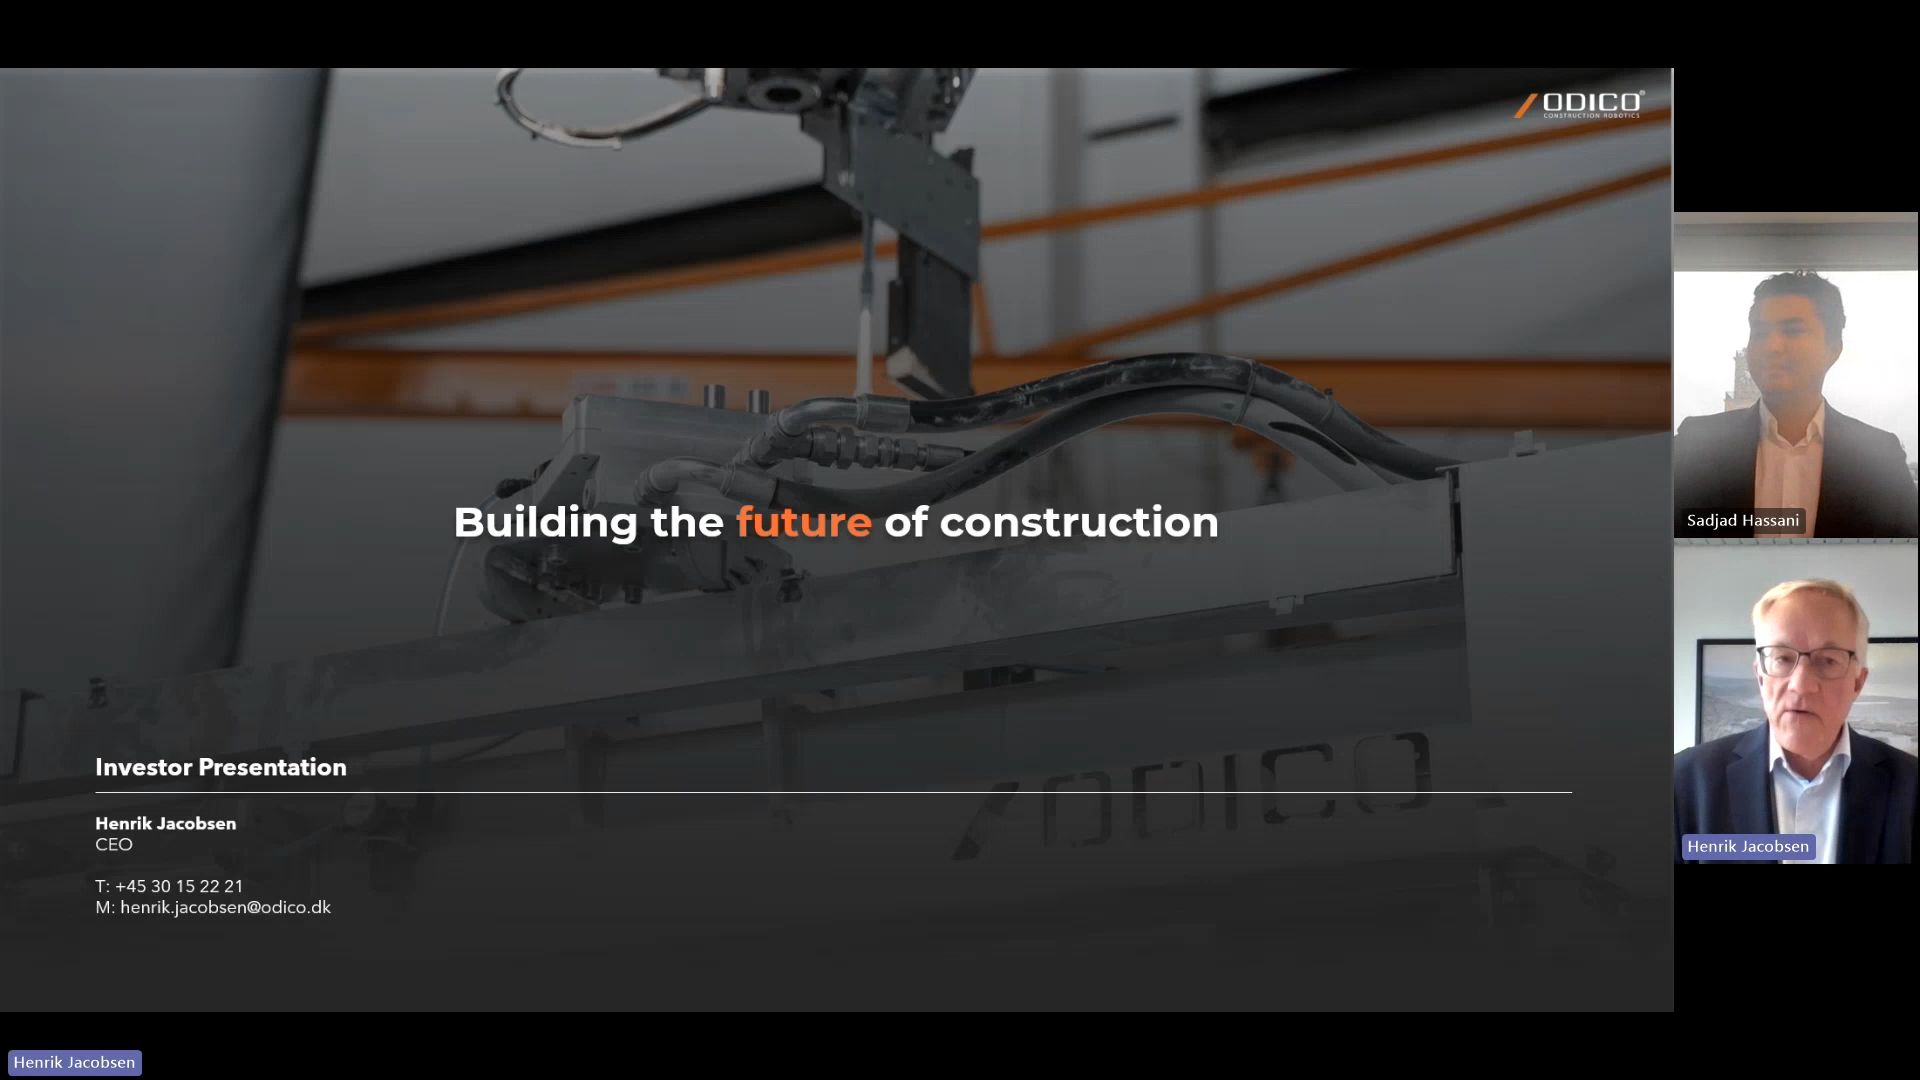 ODICO®
CONSTRUCTION ROBOTICS
Building the future of construction
ODICO
Investor Presentation
Henrik Jacobsen
CEO
T: +45 30 15 22 21
M: henrik.jacobsen@odico.dk
Sadjad Hassani
Henrik Jacobsen
Henrik Jacobsen